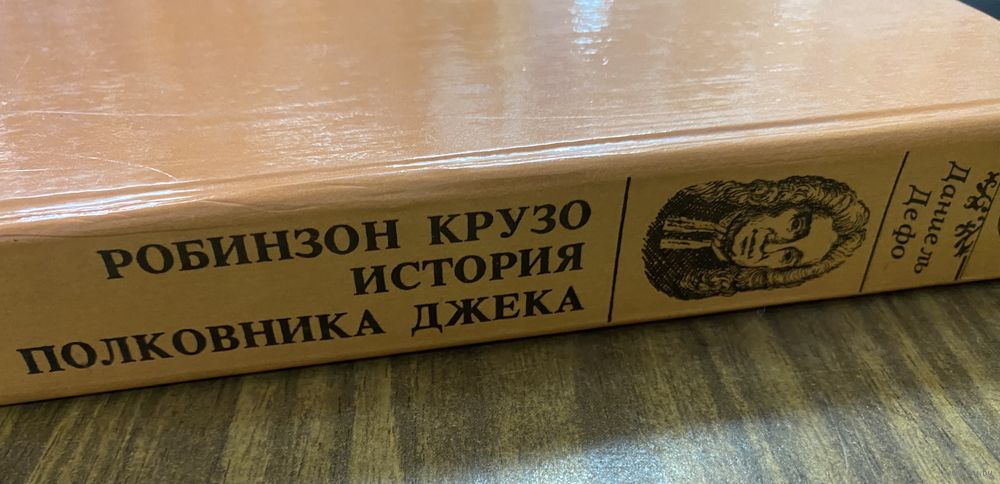 Даниель
Дефо
РОБИНЗОН КРУЗО
ИСТОРИЯ
ПОЛКОВНИКА ДЖЕКА